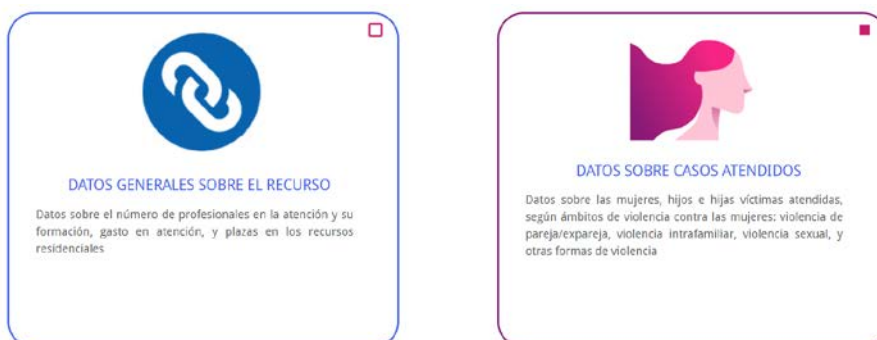 DATOS GENERALES SOBRE EL RECURSO
Datos sobre el número de profesionales en la atención y su
formación, gasto en atención, y plazas en los recursos
residenciales
DATOS SOBRE CASOS ATENDIDOS
Datos sobre las mujeres, hijos e hijas víctimas atendidas,
según ámbitos de violencia contra las mujeres: violencia de
pareja/expareja, violencia intrafamiliar, violencia sexual, y
otras formas de violencia